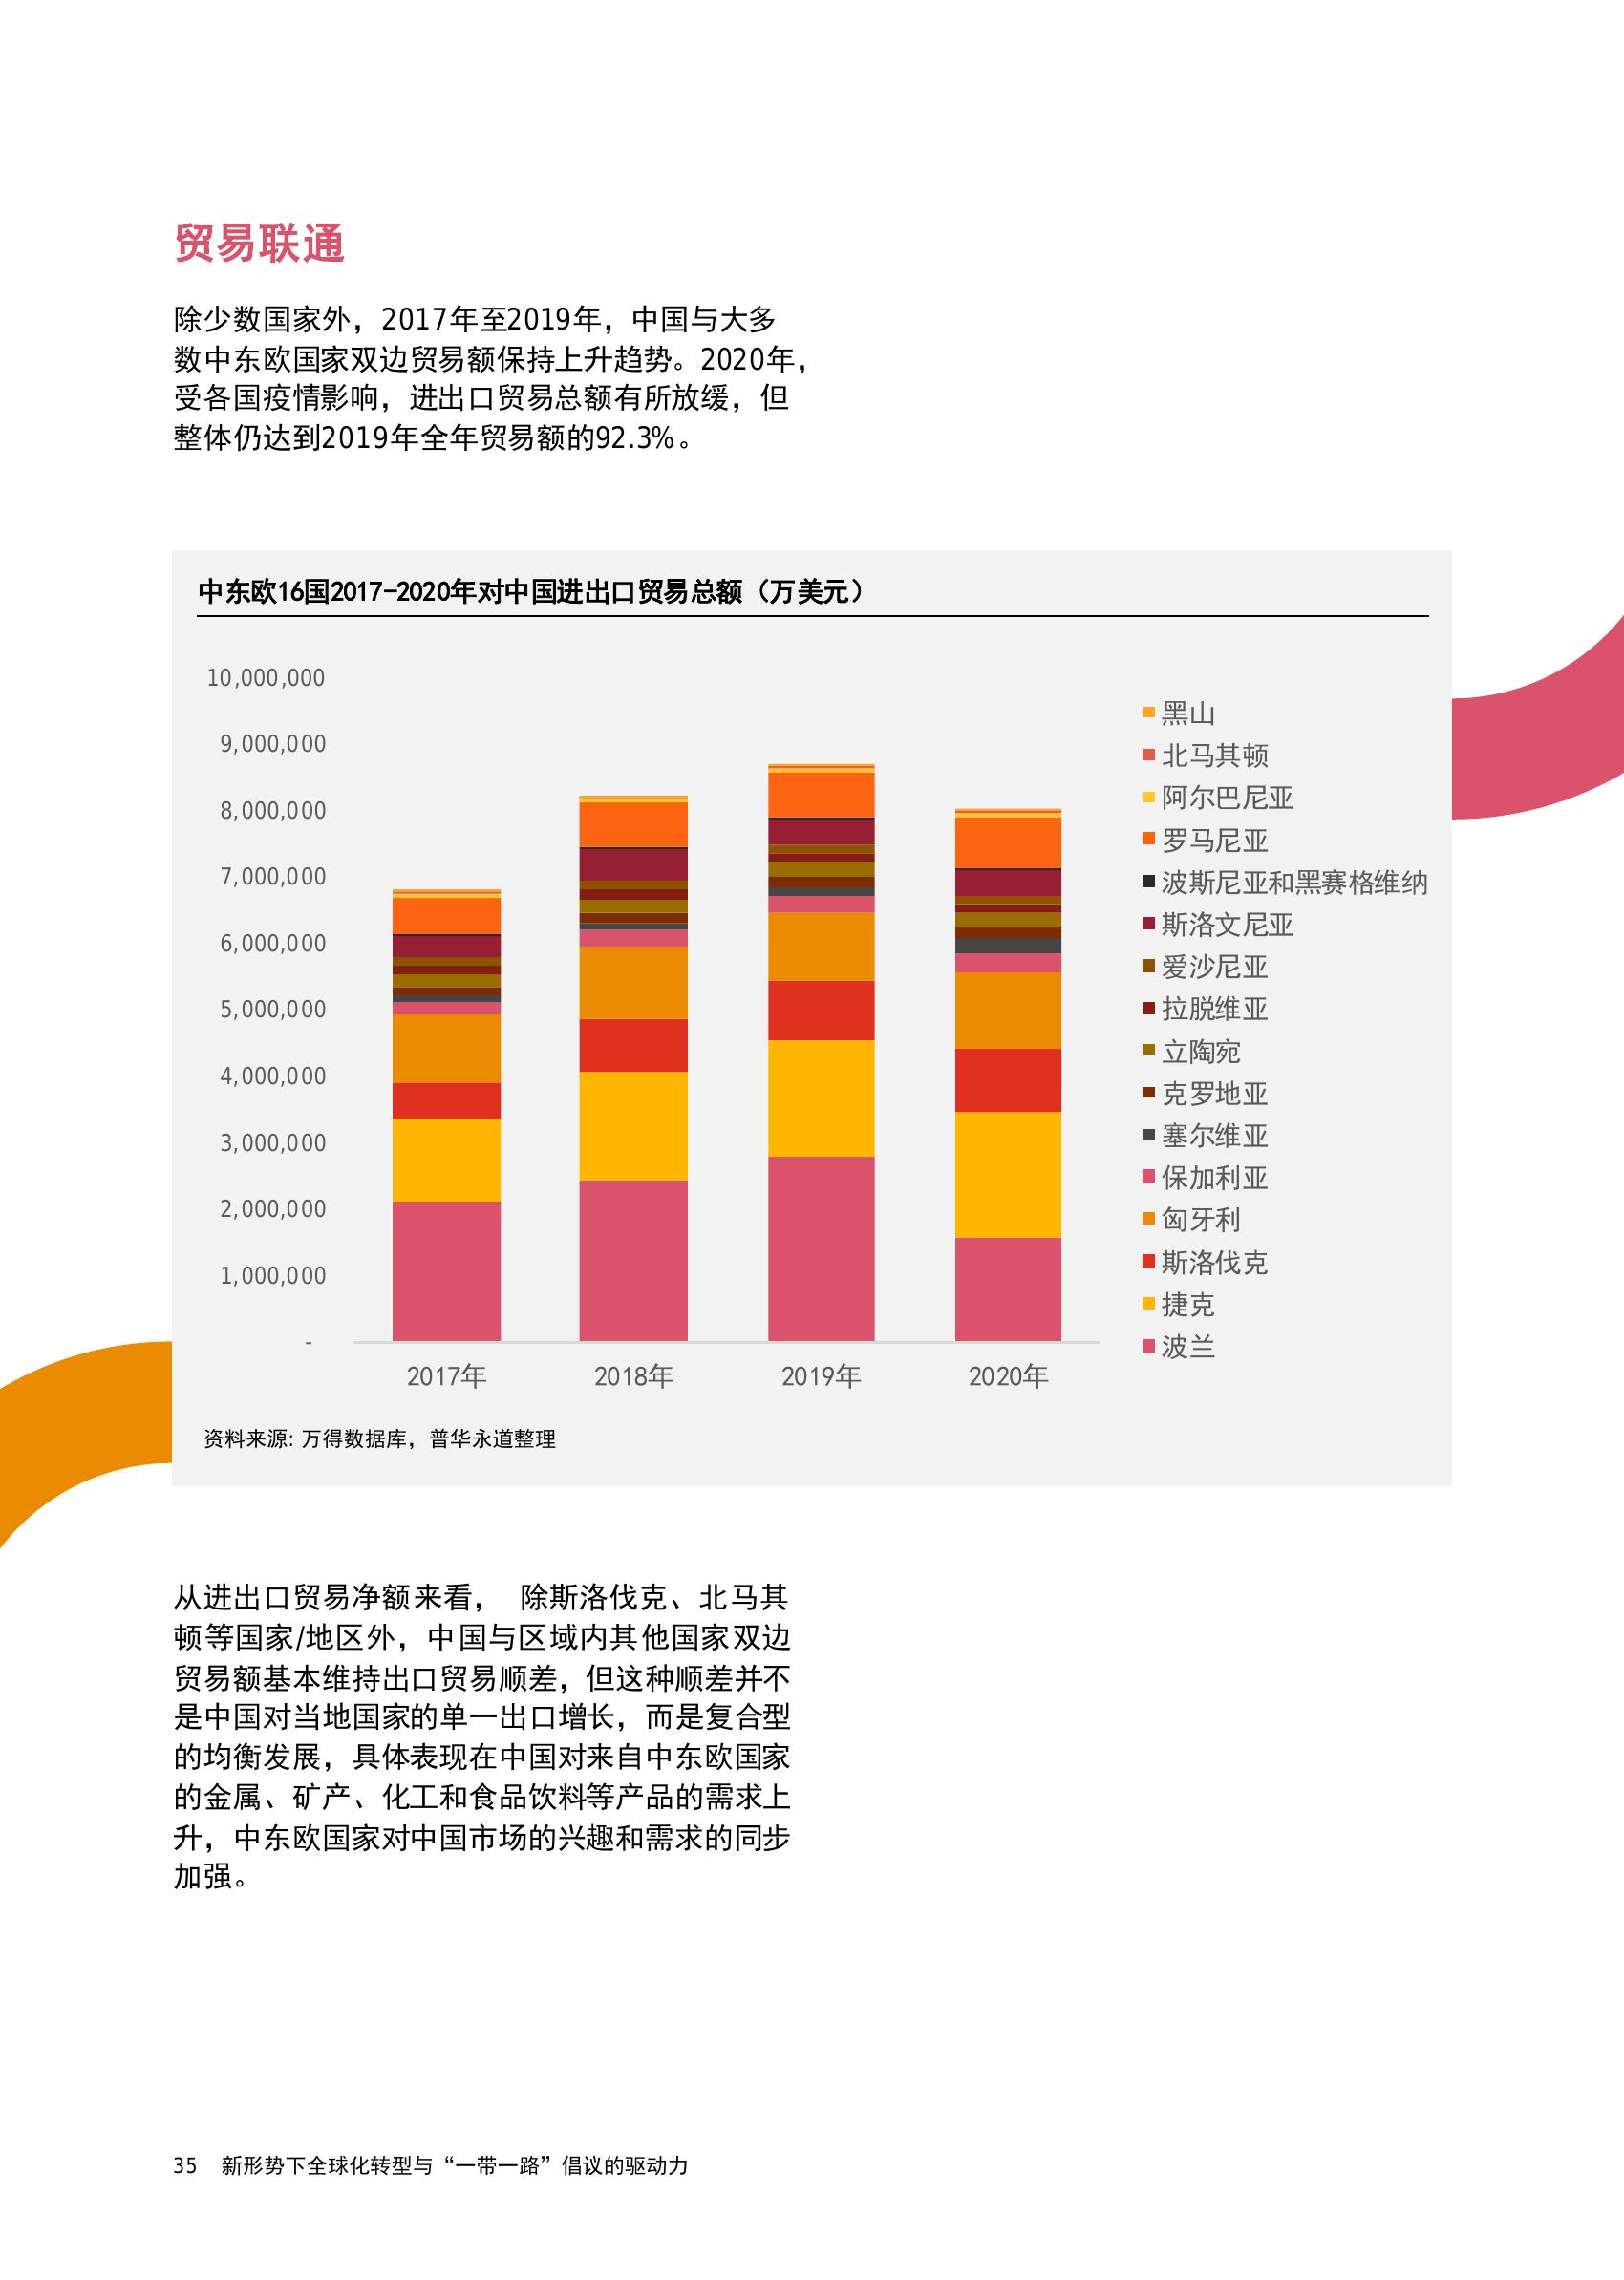 贸易联通
除少数国家外，2017年至2019年，中国与大多
数中东欧国家双边贸易额保持上升趋势。2020年，
受各国疫情影响，进出口贸易总额有所放缓，但
整体仍达到2019年全年贸易额的92.3%。
中东欧16国2017-2020年对中国进出口贸易总额（万美元）
10,000,000
9,000,000
8,000,000
7,000,000
6,000,000
5,000,000
4,000,000
3,000,000
2,000,000
1,000,000
-
2017年
2018年
2019年
2020年
黑山
北马其顿
阿尔巴尼亚
罗马尼亚
波斯尼亚和黑赛格维纳
斯洛文尼亚
爱沙尼亚
拉脱维亚
立陶宛
克罗地亚
塞尔维亚
保加利亚
匈牙利
斯洛伐克
捷克
波兰
资料来源: 万得数据库，普华永道整理
从进出口贸易净额来看， 除斯洛伐克、北马其
顿等国家/地区外，中国与区域内其他国家双边
贸易额基本维持出口贸易顺差，但这种顺差并不
是中国对当地国家的单一出口增长，而是复合型
的均衡发展，具体表现在中国对来自中东欧国家
的金属、矿产、化工和食品饮料等产品的需求上
升，中东欧国家对中国市场的兴趣和需求的同步
加强。
35 新形势下全球化转型与“一带一路”倡议的驱动力